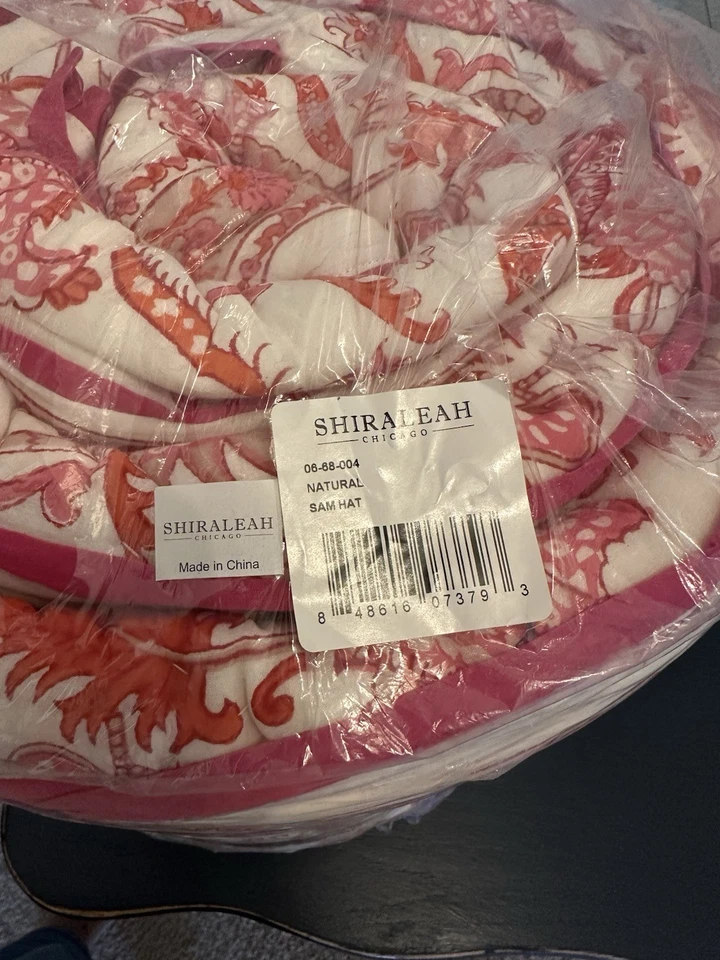 SHIRALEAH
CHICAGO
06-68-004
NATURAL
SAM HAT
8 48616 07379 3
SHIRALEAH
CHICAGO
Made in China